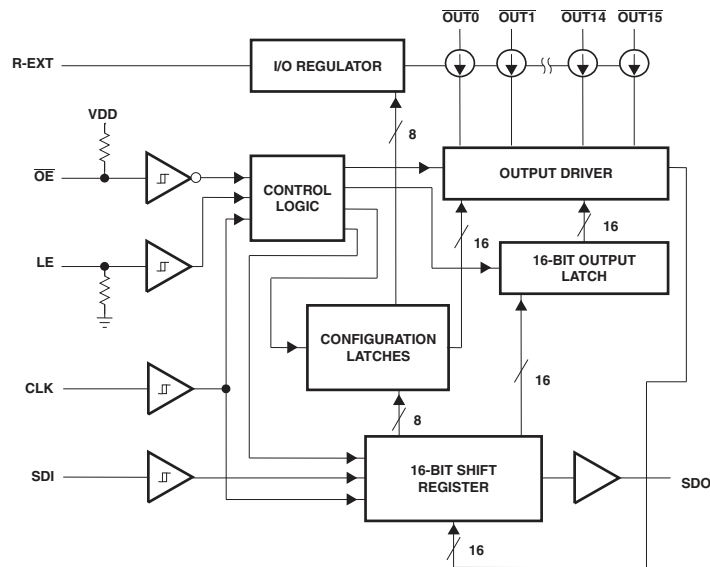 OUT0 OUT1 OUT14 OUT15
R-EXT
I/O REGULATOR
VDD
8
OE
CONTROL
LOGIC
OUTPUT DRIVER
16
16
LE
16-BIT OUTPUT
LATCH
CONFIGURATION
LATCHES
CLK
16
8
SDI
16-BIT SHIFT
REGISTER
SDO
16